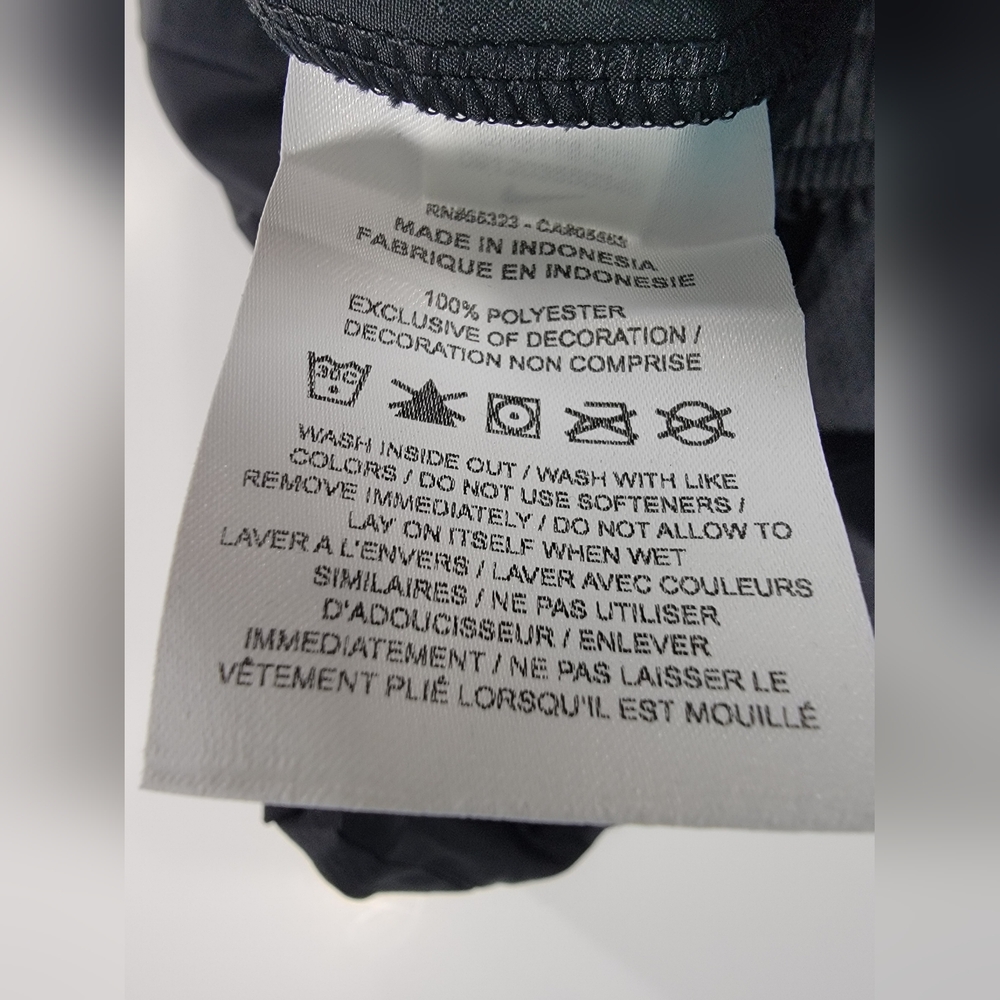 RN#56323 - CA#05553
MADE IN INDONESIA
FABRIQUE EN INDONESIE
100% POLYESTER
EXCLUSIVE OF DECORATION /
DECORATION NON COMPRISE
30C
WASH INSIDE OUT / WASH WITH LIKE
COLORS / DO NOT USE SOFTENERS /
REMOVE IMMEDIATELY / DO NOT ALLOW TO
LAY ON ITSELF WHEN WET
LAVER A L'ENVERS / LAVER AVEC COULEURS
SIMILAIRES / NE PAS UTILISER
D'ADOUCISSEUR / ENLEVER
IMMEDIATEMENT / NE PAS LAISSER LE
VÊTEMENT PLIÉ LORSQU'IL EST MOUILLÉ